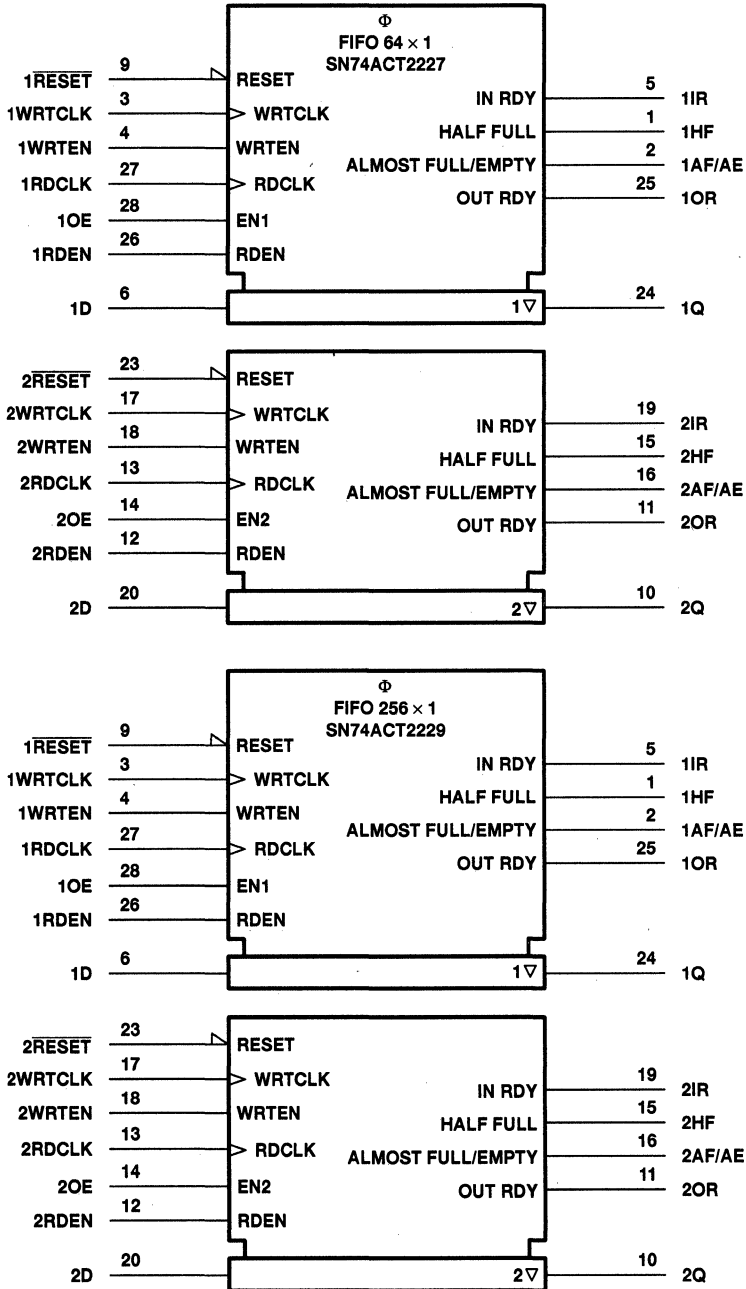 Φ
FIFO 64 × 1
SN74ACT2227
1RESET 9 RESET
1WRTCLK 3 WRTCLK
1WRTEN 4 WRTEN
1RDCLK 27 RDCLK
1OE 28 EN1
1RDEN 26 RDEN
IN RDY 5 1IR
HALF FULL 1 1HF
ALMOST FULL/EMPTY 2 1AF/AE
OUT RDY 25 1OR
1D 6 1▽ 24 1Q
2RESET 23 RESET
2WRTCLK 17 WRTCLK
2WRTEN 18 WRTEN
2RDCLK 13 RDCLK
2OE 14 EN2
2RDEN 12 RDEN
IN RDY 19 2IR
HALF FULL 15 2HF
ALMOST FULL/EMPTY 16 2AF/AE
OUT RDY 11 2OR
2D 20 2▽ 10 2Q
Φ
FIFO 256 × 1
SN74ACT2229
1RESET 9 RESET
1WRTCLK 3 WRTCLK
1WRTEN 4 WRTEN
1RDCLK 27 RDCLK
1OE 28 EN1
1RDEN 26 RDEN
IN RDY 5 1IR
HALF FULL 1 1HF
ALMOST FULL/EMPTY 2 1AF/AE
OUT RDY 25 1OR
1D 6 1▽ 24 1Q
2RESET 23 RESET
2WRTCLK 17 WRTCLK
2WRTEN 18 WRTEN
2RDCLK 13 RDCLK
2OE 14 EN2
2RDEN 12 RDEN
IN RDY 19 2IR
HALF FULL 15 2HF
ALMOST FULL/EMPTY 16 2AF/AE
OUT RDY 11 2OR
2D 20 2▽ 10 2Q